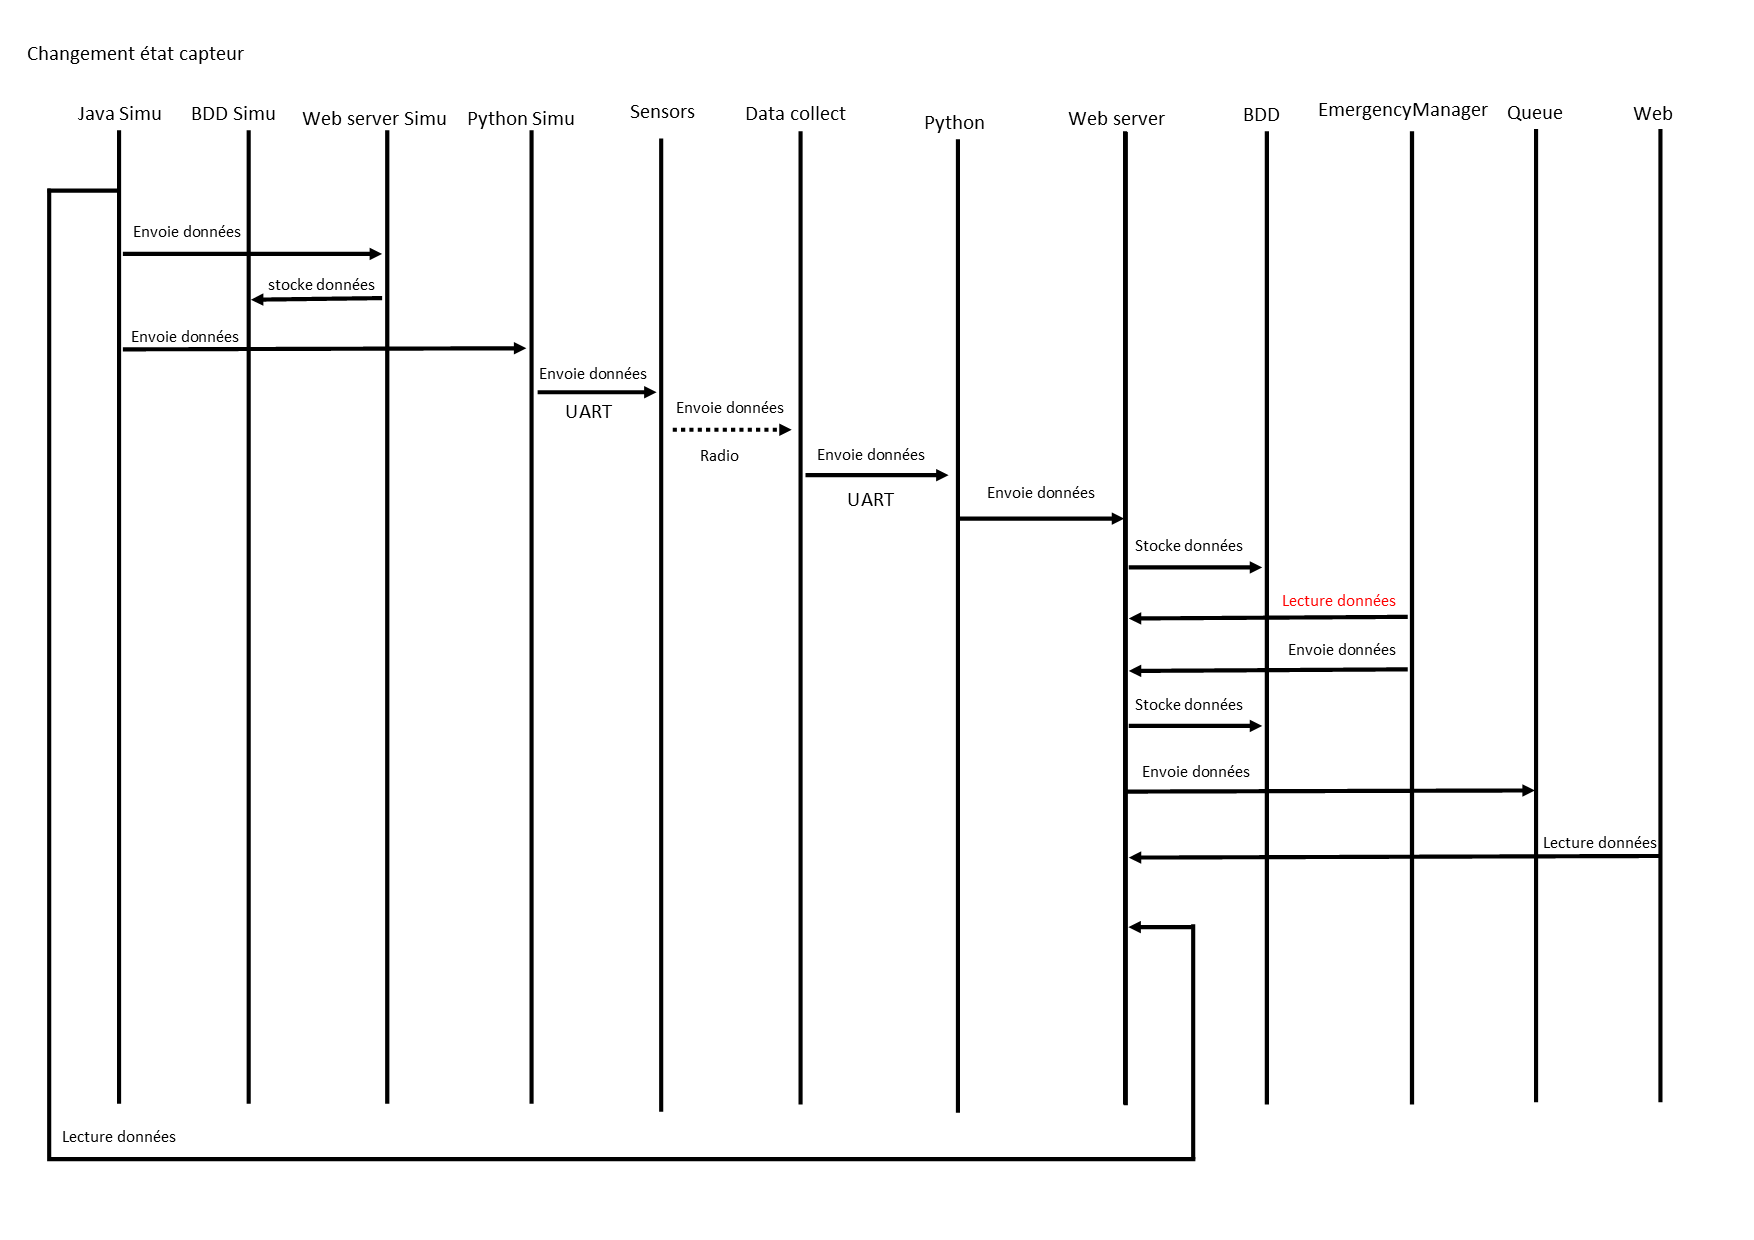 Changement état capteur
Java Simu
BDD Simu
Web server Simu
Python Simu
Sensors
Data collect
Python
Web server
BDD
EmergencyManager
Queue
Web
Envoie données
stocke données
Envoie données
Envoie données
UART
Envoie données
Radio
Envoie données
UART
Envoie données
Stocke données
Lecture données
Envoie données
Stocke données
Envoie données
Lecture données
Lecture données